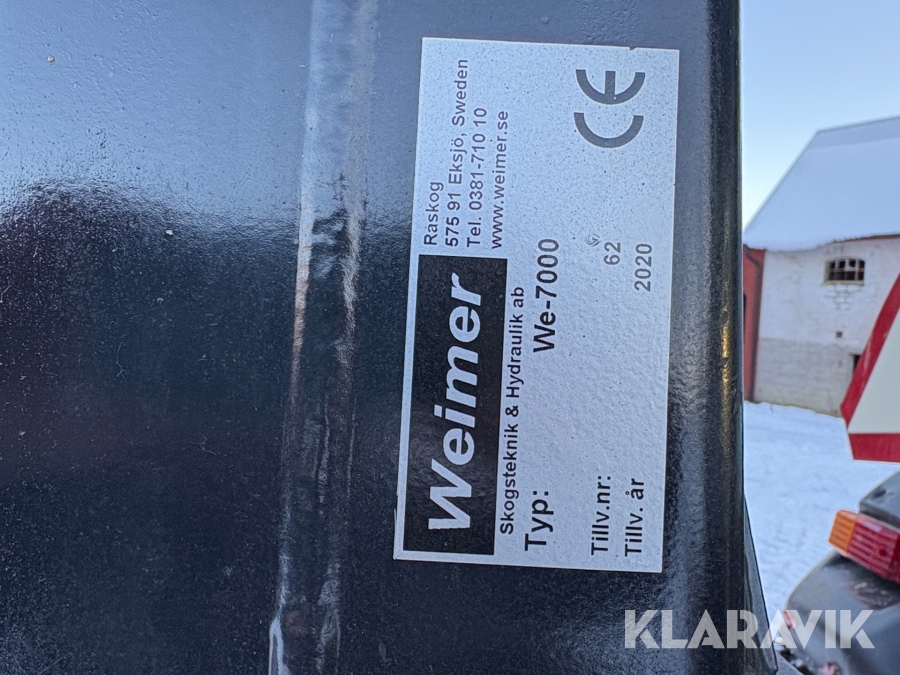 Weimer
Skogsteknik & Hydraulik ab
Råskog
575 91 Eksjö, Sweden
Tel. 0381-710 10
www.weimer.se
Typ: We-7000
Tillv.nr: 62
Tillv. år 2020
CE
KLARAVIK